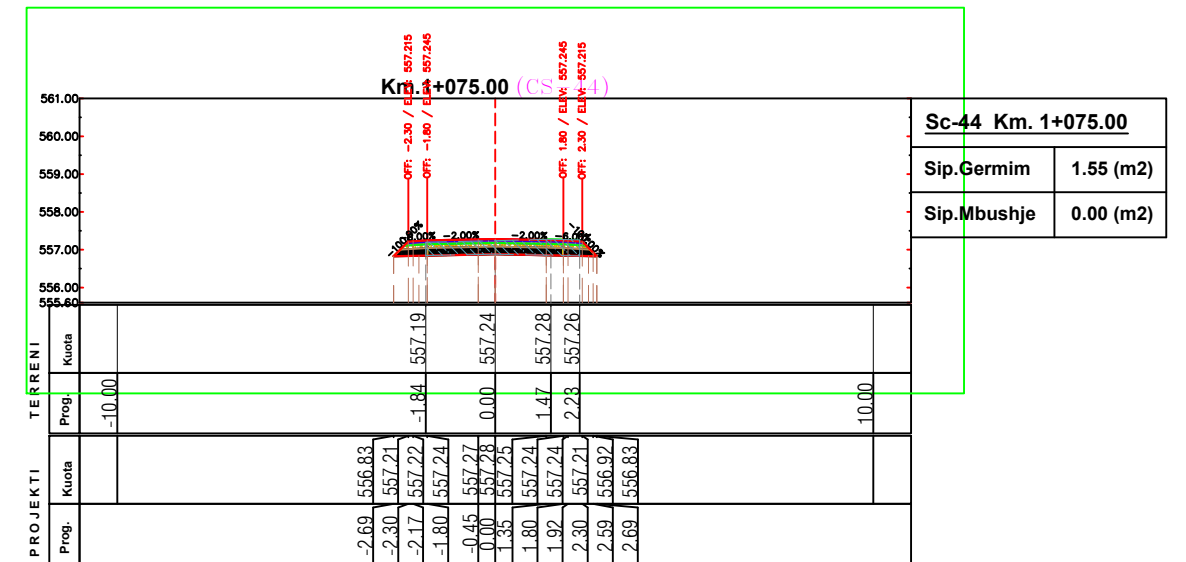 OFF: -2.30 / ELEV: 557.215
OFF: -1.80 / ELEV: 557.245
OFF: 1.80 / ELEV: 557.245
OFF: 2.30 / ELEV: 557.215
Km.1+075.00 (CS-44)
561.00
560.00
559.00
558.00
557.00
556.00
555.60
-2.00% -2.00%
Sc-44 Km. 1+075.00
Sip.Germim 1.55 (m2)
Sip.Mbushje 0.00 (m2)
TERRENI
Kuota 557.19 557.24 557.28 557.26
Prog. -10.00 -1.84 0.00 1.47 2.23 10.00
PROJEKTI
Kuota 556.83 557.21 557.22 557.24 557.27 557.28 557.25 557.24 557.24 557.21 556.92 556.83
Prog. -2.69 -2.30 -2.17 -1.80 -0.45 0.00 1.35 1.80 1.92 2.30 2.59 2.69